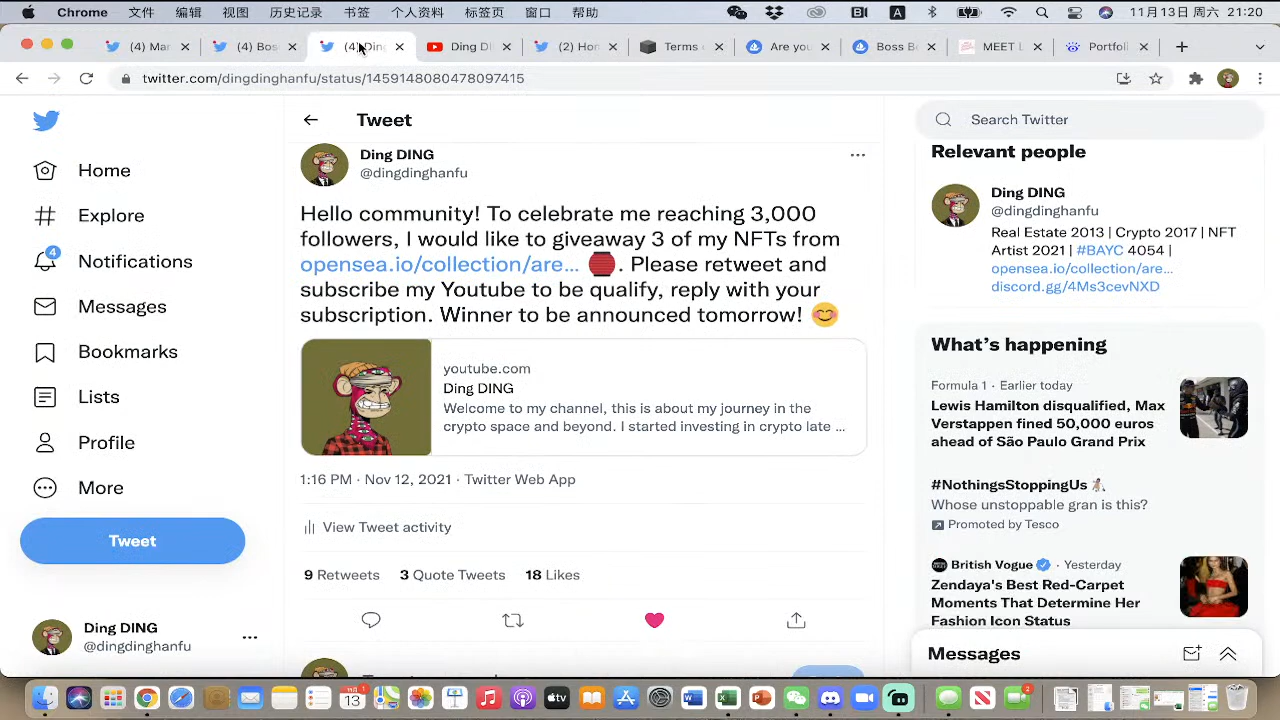 Chrome 文件 编辑 视图 历史记录 书签 个人资料 标签页 窗口 帮助 A 11月13日 周六 21:20
(4) Mar (4) Bos (4) Ding Ding DI (2) Hor Terms Are you Boss B MEET L Portfol
twitter.com/dingdinghanfu/status/1459148080478097415
Home
Explore
4
Notifications
Messages
Bookmarks
Lists
Profile
More
Tweet
Ding DING
@dingdinghanfu
Tweet
Ding DING
@dingdinghanfu
Hello community! To celebrate me reaching 3,000
followers, I would like to giveaway 3 of my NFTs from
opensea.io/collection/are... . Please retweet and
subscribe my Youtube to be qualify, reply with your
subscription. Winner to be announced tomorrow!
youtube.com
Ding DING
Welcome to my channel, this is about my journey in the
crypto space and beyond. I started investing in crypto late ...
1:16 PM · Nov 12, 2021 · Twitter Web App
View Tweet activity
9 Retweets 3 Quote Tweets 18 Likes
Search Twitter
Relevant people
Ding DING
@dingdinghanfu
Real Estate 2013 | Crypto 2017 | NFT
Artist 2021 | #BAYC 4054 |
opensea.io/collection/are...
discord.gg/4Ms3cevNXD
What's happening
Formula 1 · Earlier today
Lewis Hamilton disqualified, Max
Verstappen fined 50,000 euros
ahead of São Paulo Grand Prix
#NothingsStoppingUs
Whose unstoppable gran is this?
Promoted by Tesco
British Vogue · Yesterday
Zendaya's Best Red-Carpet
Moments That Determine Her
Fashion Icon Status
Messages
13 tv W X P N 2